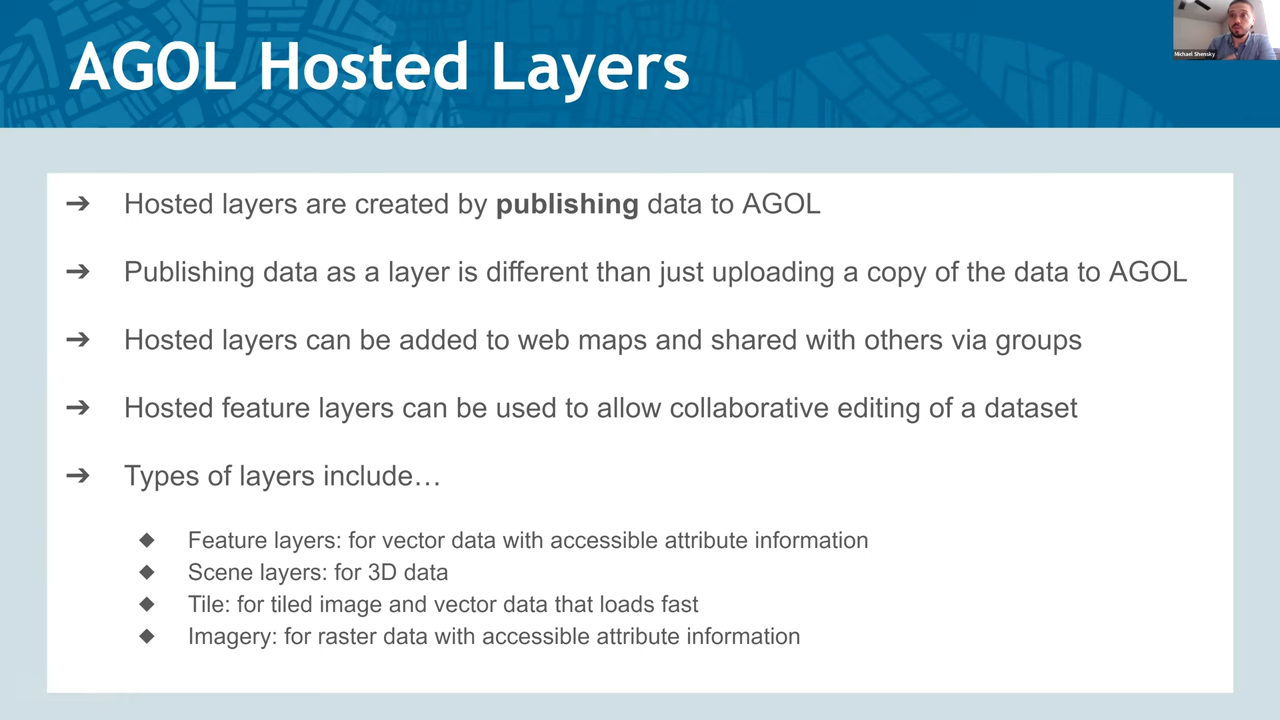 AGOL Hosted Layers
Michael Shensky
➔ Hosted layers are created by publishing data to AGOL
➔ Publishing data as a layer is different than just uploading a copy of the data to AGOL
➔ Hosted layers can be added to web maps and shared with others via groups
➔ Hosted feature layers can be used to allow collaborative editing of a dataset
➔ Types of layers include…
◆ Feature layers: for vector data with accessible attribute information
◆ Scene layers: for 3D data
◆ Tile: for tiled image and vector data that loads fast
◆ Imagery: for raster data with accessible attribute information